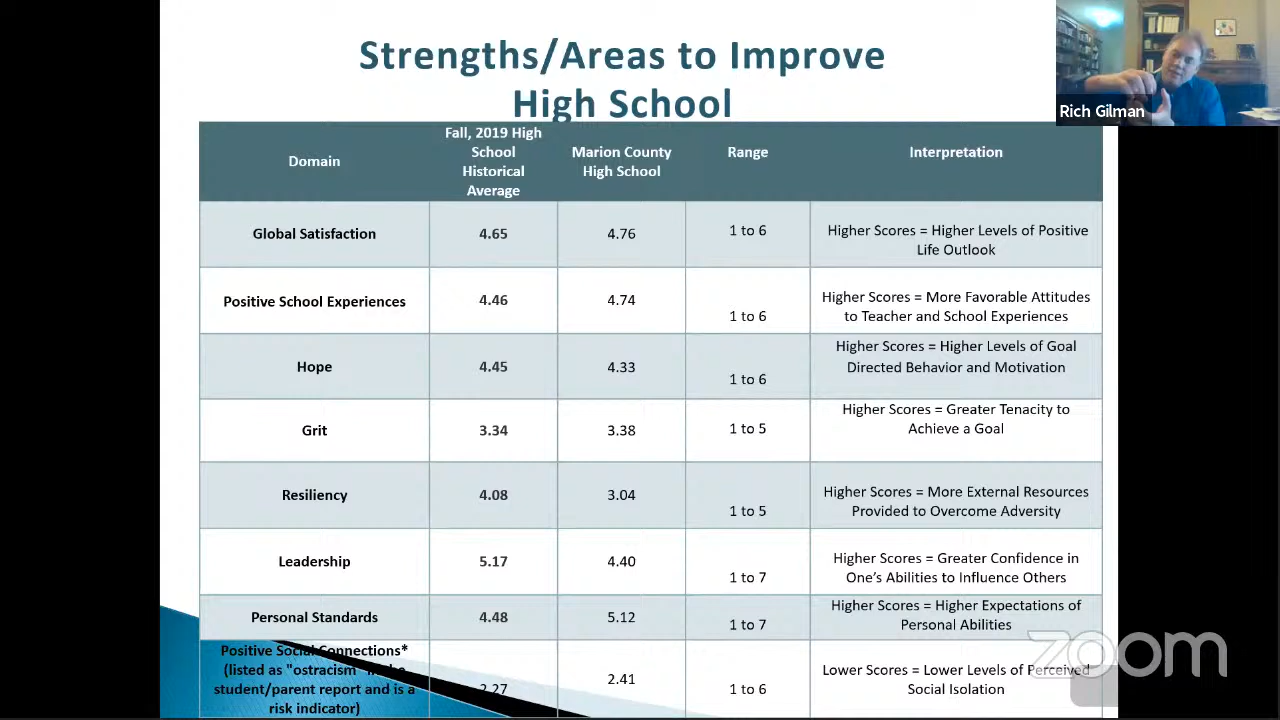 Strengths/Areas to Improve
High School
Rich Gilman
Domain
Fall, 2019 High
School
Historical
Average
Marion County
High School
Range
Interpretation
Global Satisfaction
4.65
4.76
1 to 6
Higher Scores = Higher Levels of Positive
Life Outlook
Positive School Experiences
4.46
4.74
1 to 6
Higher Scores = More Favorable Attitudes
to Teacher and School Experiences
Hope
4.45
4.33
1 to 6
Higher Scores = Higher Levels of Goal
Directed Behavior and Motivation
Grit
3.34
3.38
1 to 5
Higher Scores = Greater Tenacity to
Achieve a Goal
Resiliency
4.08
3.04
1 to 5
Higher Scores = More External Resources
Provided to Overcome Adversity
Leadership
5.17
4.40
1 to 7
Higher Scores = Greater Confidence in
One's Abilities to Influence Others
Personal Standards
4.48
5.12
1 to 7
Higher Scores = Higher Expectations of
Personal Abilities
Positive Social Connections*
(listed as "ostracism"
student/parent report and is a
risk indicator)
2.27
2.41
1 to 6
Lower Scores = Lower Levels of Perceived
Social Isolation
zoom